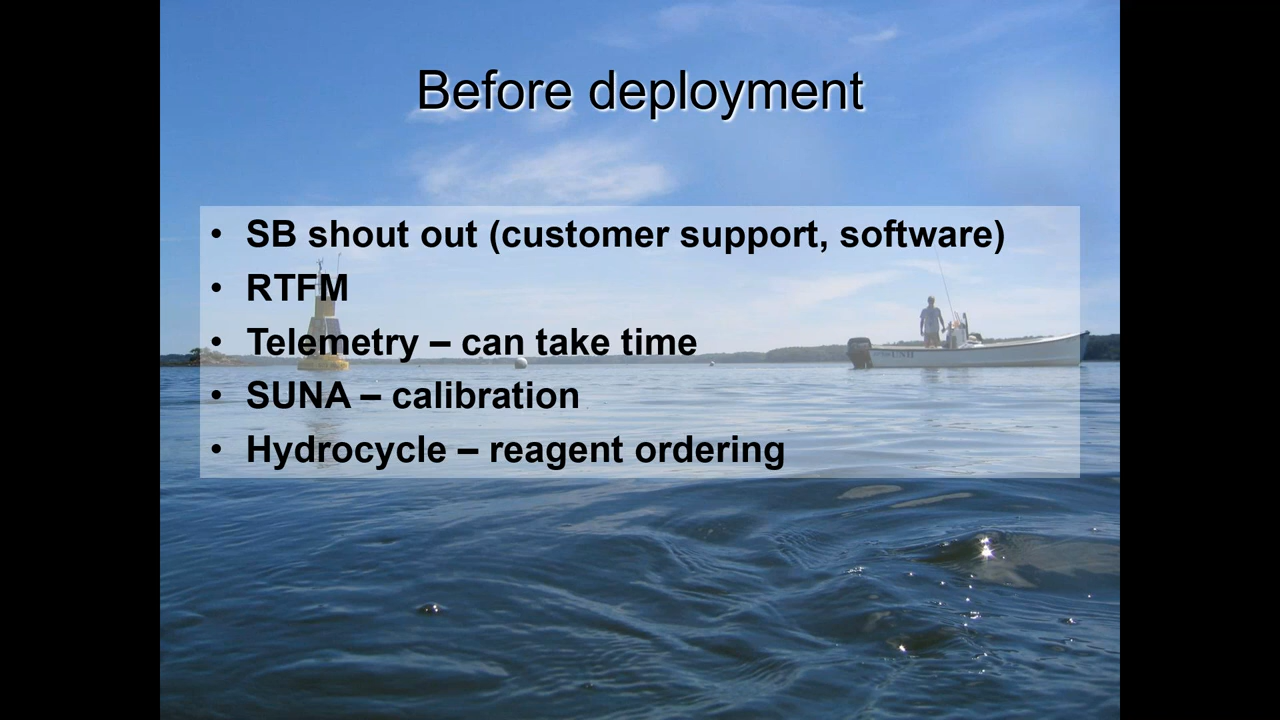 Before deployment
• SB shout out (customer support, software)
• RTFM
• Telemetry – can take time
• SUNA – calibration
• Hydrocycle – reagent ordering